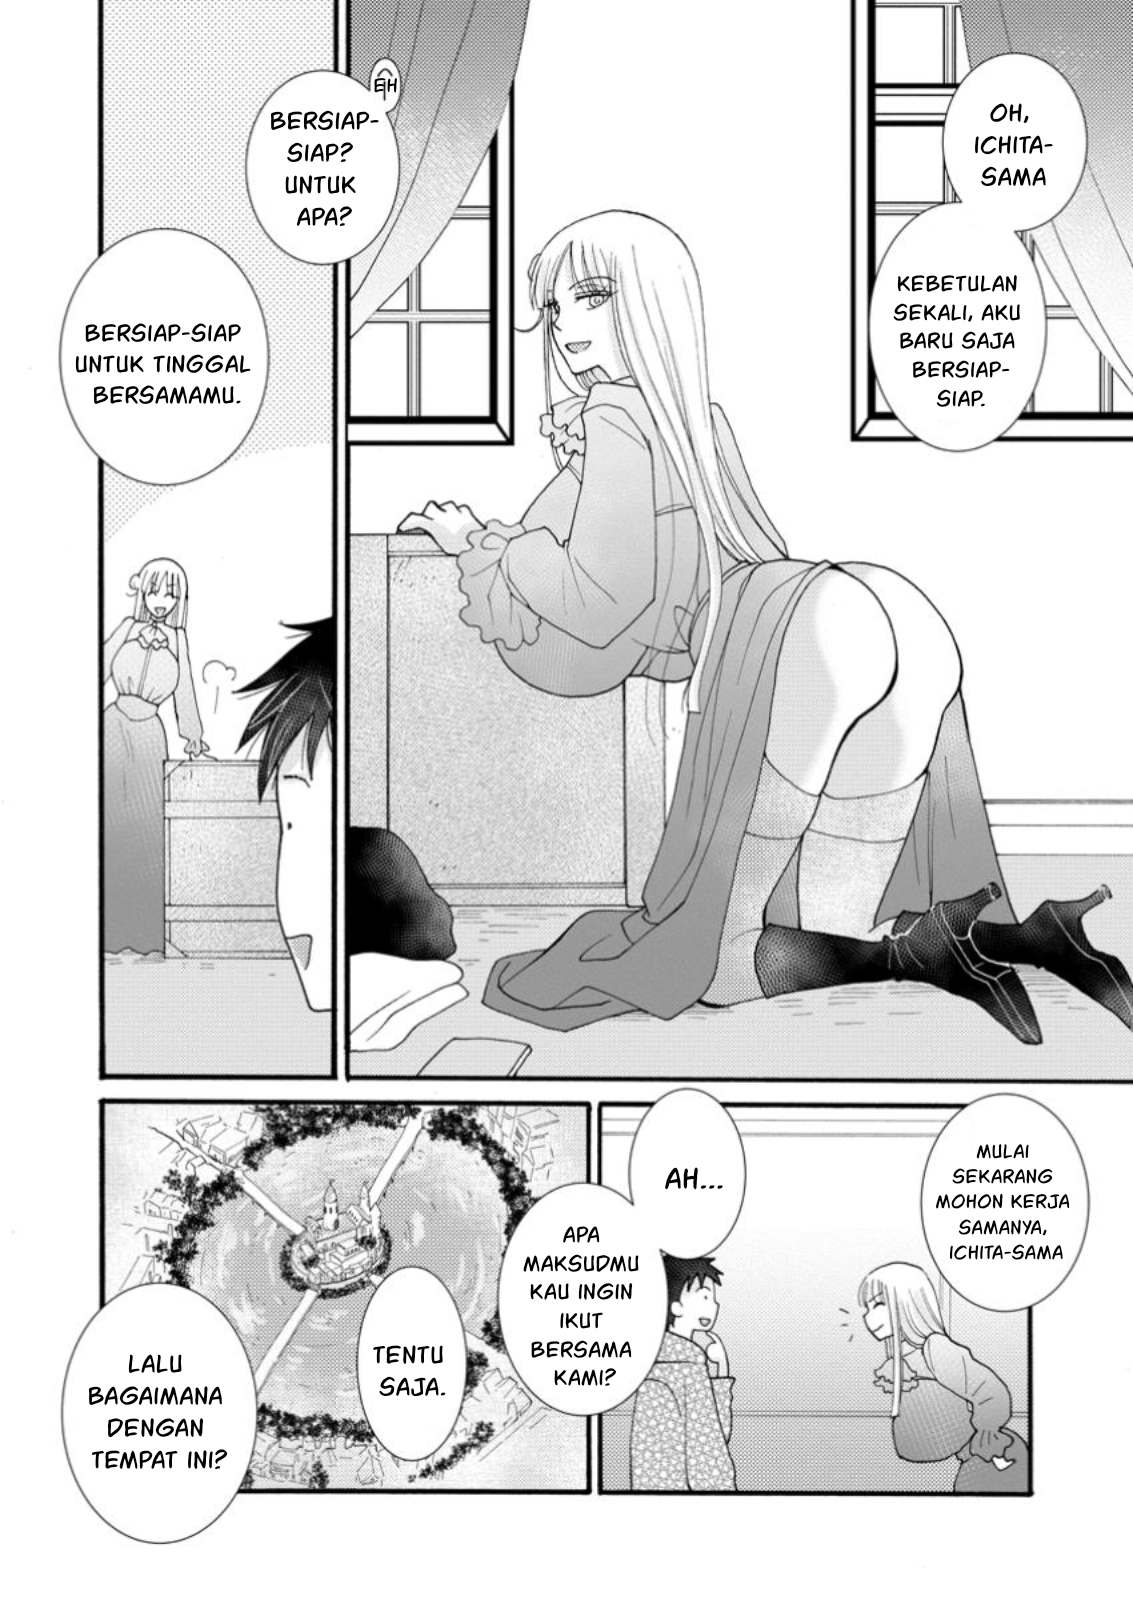 OH,
ICHITA-
SAMA
KEBETULAN
SEKALI, AKU
BARU SAJA
BERSIAP-
SIAP.
EH
BERSIAP-
SIAP?
UNTUK
APA?
BERSIAP-SIAP
UNTUK TINGGAL
BERSAMAMU.
MULAI
SEKARANG
MOHON KERJA
SAMANYA,
ICHITA-SAMA
AH...
APA
MAKSUDMU
KAU INGIN
IKUT
BERSAMA
KAMI?
TENTU
SAJA.
LALU
BAGAIMANA
DENGAN
TEMPAT INI?